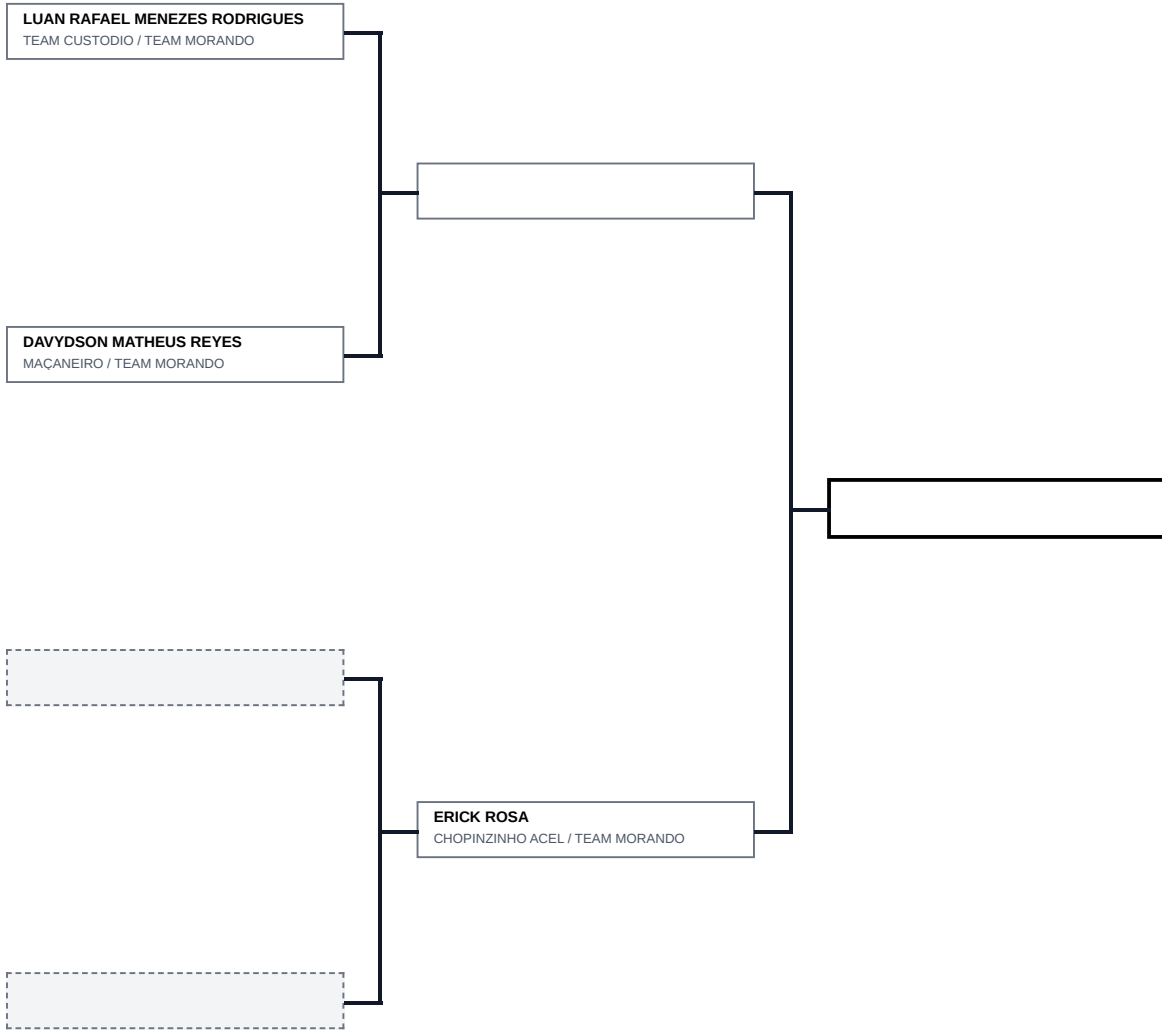 LUAN RAFAEL MENEZES RODRIGUES
TEAM CUSTODIO / TEAM MORANDO
DAVYDSON MATHEUS REYES
MAÇANEIRO / TEAM MORANDO
ERICK ROSA
CHOPINZINHO ACEL / TEAM MORANDO